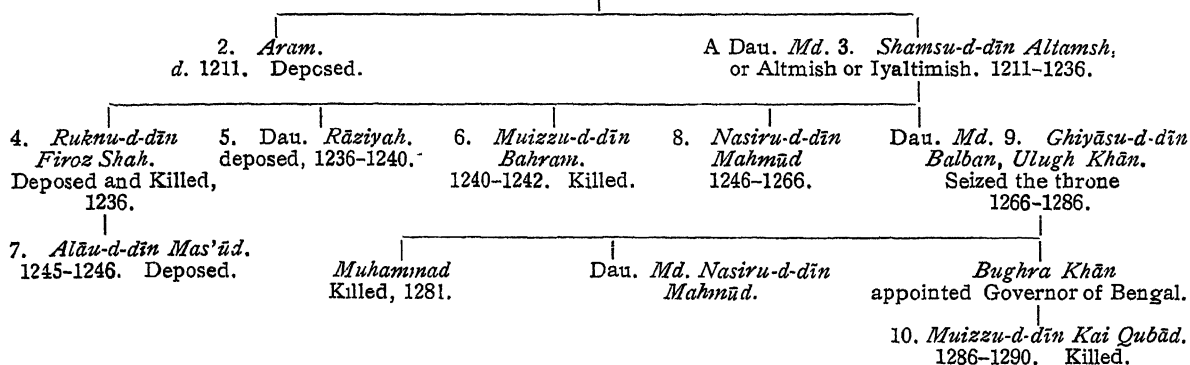 2. Aram.
d. 1211. Deposed.
A Dau. Md. 3. Shamsu-d-dīn Altamsh,
or Altmish or Iyaltimish. 1211–1236.
4. Ruknu-d-dīn
Firoz Shah.
Deposed and Killed,
1236.
5. Dau. Rāziyah.
deposed, 1236–1240.
6. Muizzu-d-dīn
Bahram.
1240–1242. Killed.
8. Nasiru-d-dīn
Mahmūd
1246–1266.
Dau. Md. 9. Ghiyāsu-d-dīn
Balban, Ulugh Khān.
Seized the throne
1266–1286.
7. Alāu-d-dīn Mas'ūd.
1245–1246. Deposed.
Muhammad
Killed, 1281.
Dau. Md. Nasiru-d-dīn
Mahmūd.
Bughra Khān
appointed Governor of Bengal.
10. Muizzu-d-dīn Kai Qubād.
1286–1290. Killed.